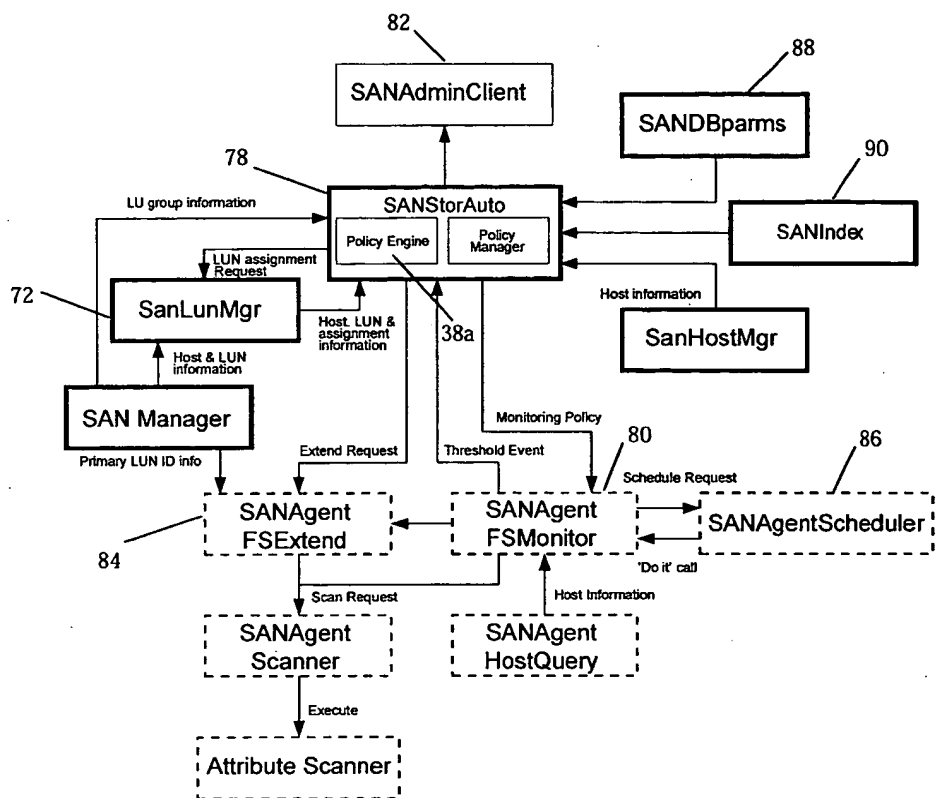 82
SANAdminClient
88
SANDBparms
78
90
LU group information
SANStorAuto
Policy Engine
Policy
Manager
SANIndex
LUN assignment
Request
72
SanLunMgr
Host. LUN &
assignment
information
38a
Host information
SanHostMgr
Host & LUN
information
SAN Manager
Primary LUN ID info
Monitoring Policy
Extend Request
Threshold Event
80
86
Schedule Request
SANAgent
FSExtend
SANAgent
FSMonitor
SANAgentScheduler
84
'Do it' call
Scan Request
Host Information
SANAgent
Scanner
SANAgent
HostQuery
Execute
Attribute Scanner